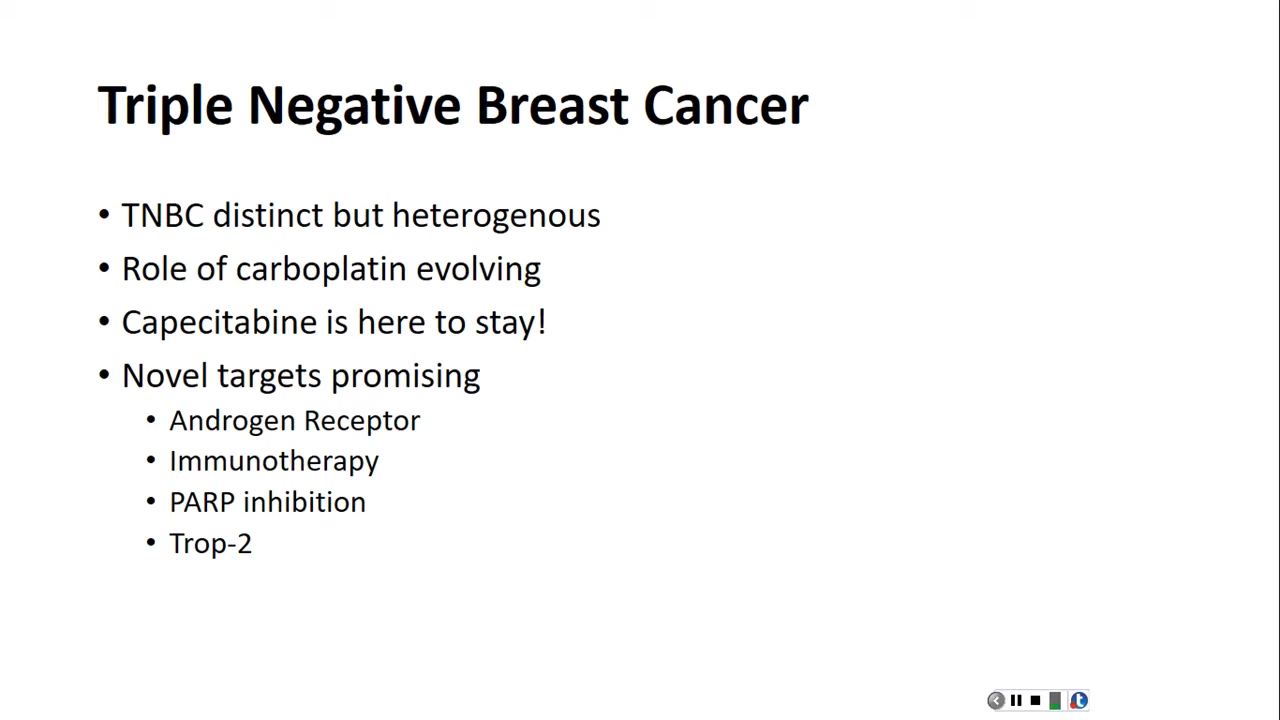 Triple Negative Breast Cancer
• TNBC distinct but heterogenous
• Role of carboplatin evolving
• Capecitabine is here to stay!
• Novel targets promising
• Androgen Receptor
• Immunotherapy
• PARP inhibition
• Trop-2